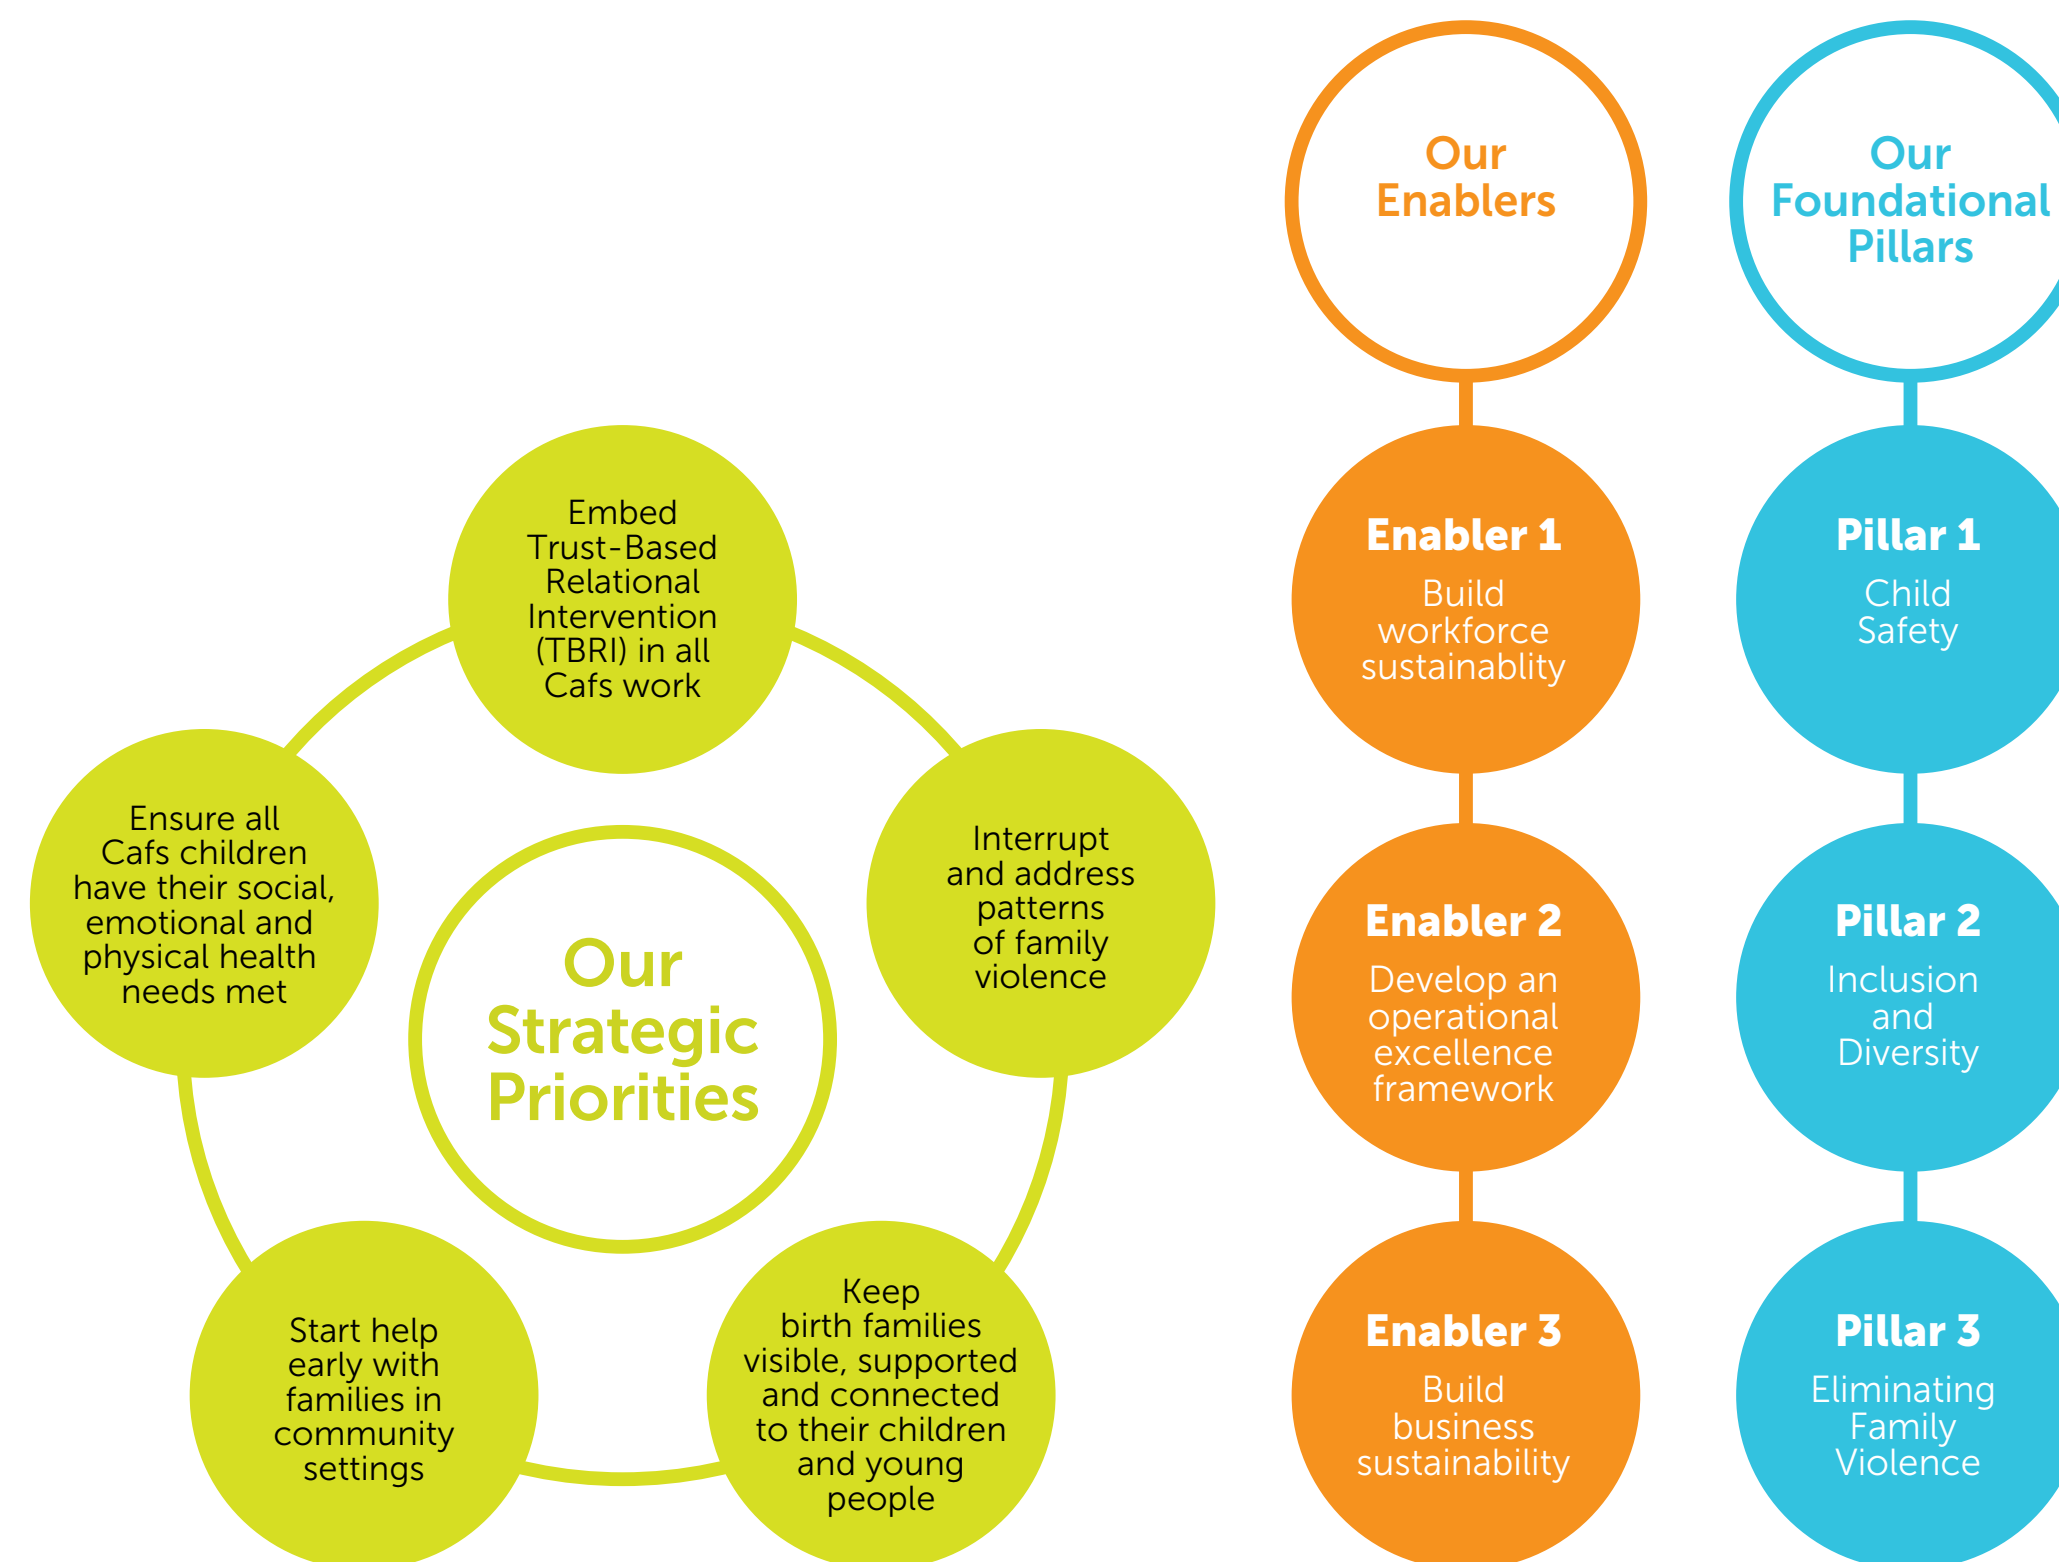 Our
Strategic
Priorities
Embed
Trust-Based
Relational
Intervention
(TBRI) in all
Cafs work
Interrupt
and address
patterns
of family
violence
Keep
birth families
visible, supported
and connected
to their children
and young
people
Start help
early with
families in
community
settings
Ensure all
Cafs children
have their social,
emotional and
physical health
needs met
Our
Enablers
Enabler 1
Build
workforce
sustainablity
Enabler 2
Develop an
operational
excellence
framework
Enabler 3
Build
business
sustainability
Our
Foundational
Pillars
Pillar 1
Child
Safety
Pillar 2
Inclusion
and
Diversity
Pillar 3
Eliminating
Family
Violence